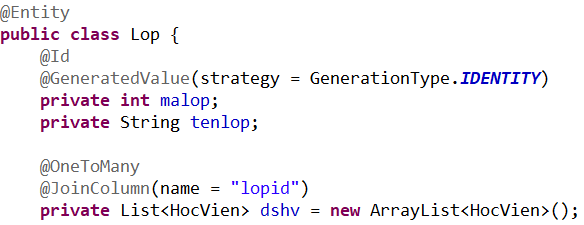 @Entity
public class Lop {
@Id
@GeneratedValue(strategy = GenerationType.IDENTITY)
private int malop;
private String tenlop;
@OneToMany
@JoinColumn(name = "lopid")
private List<HocVien> dshv = new ArrayList<HocVien>();